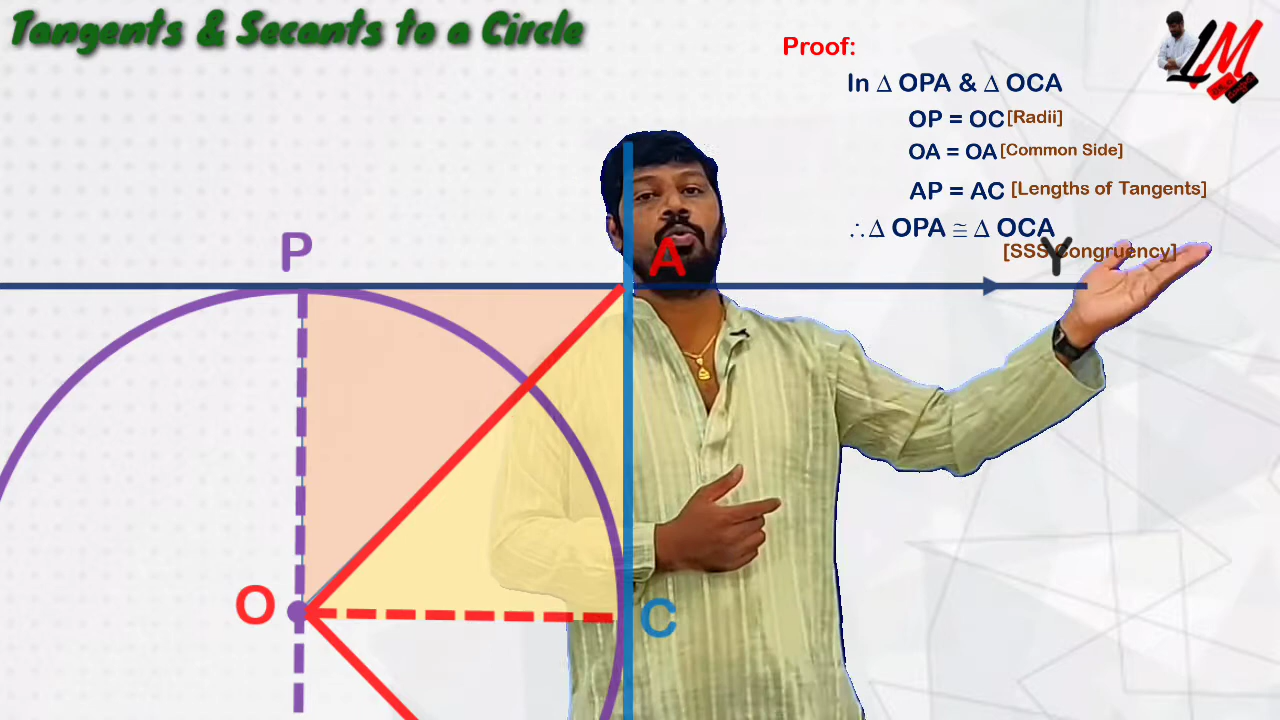 Tangents & Secants to a Circle
LM
Proof:
In ∆ OPA & ∆ OCA
OP = OC [Radii]
OA = OA [Common Side]
AP = AC [Lengths of Tangents]
∴ ∆ OPA ≅ ∆ OCA
[SSS Congruency]
P
A
Y
O
C